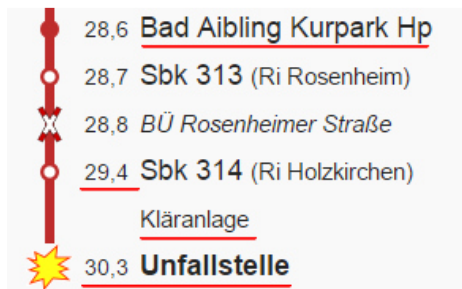 28,6 Bad Aibling Kurpark Hp
28,7 Sbk 313 (Ri Rosenheim)
28,8 BÜ Rosenheimer Straße
29,4 Sbk 314 (Ri Holzkirchen)
Kläranlage
30,3 Unfallstelle